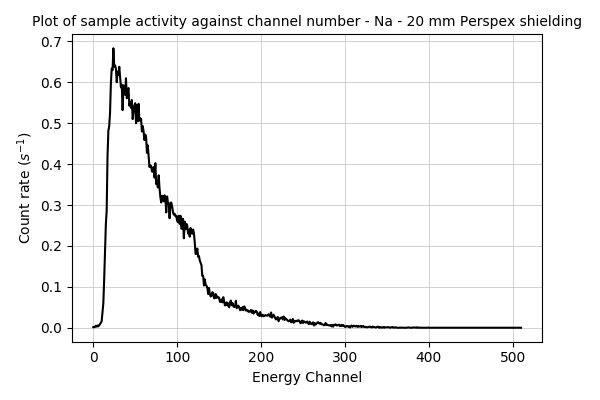 Plot of sample activity against channel number - Na - 20 mm Perspex shielding
0.7
0.6
0.5
0.4
0.3
0.2
0.1
0.0
Count rate (s⁻¹)
0 100 200 300 400 500
Energy Channel